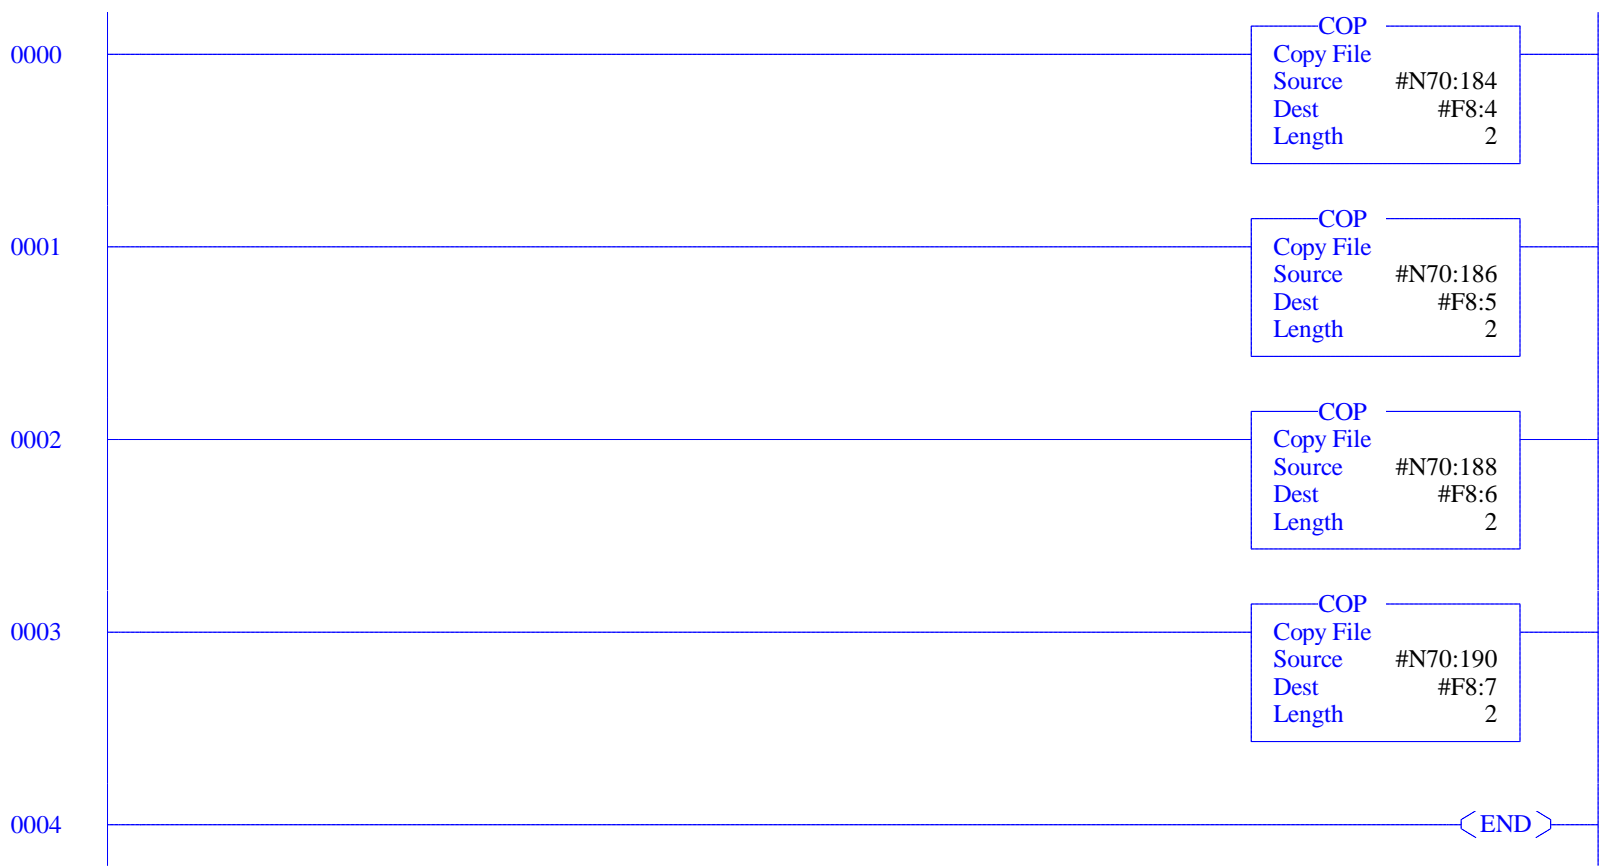 COP
0000
Copy File
Source #N70:184
Dest #F8:4
Length 2
COP
0001
Copy File
Source #N70:186
Dest #F8:5
Length 2
COP
0002
Copy File
Source #N70:188
Dest #F8:6
Length 2
COP
0003
Copy File
Source #N70:190
Dest #F8:7
Length 2
0004
END